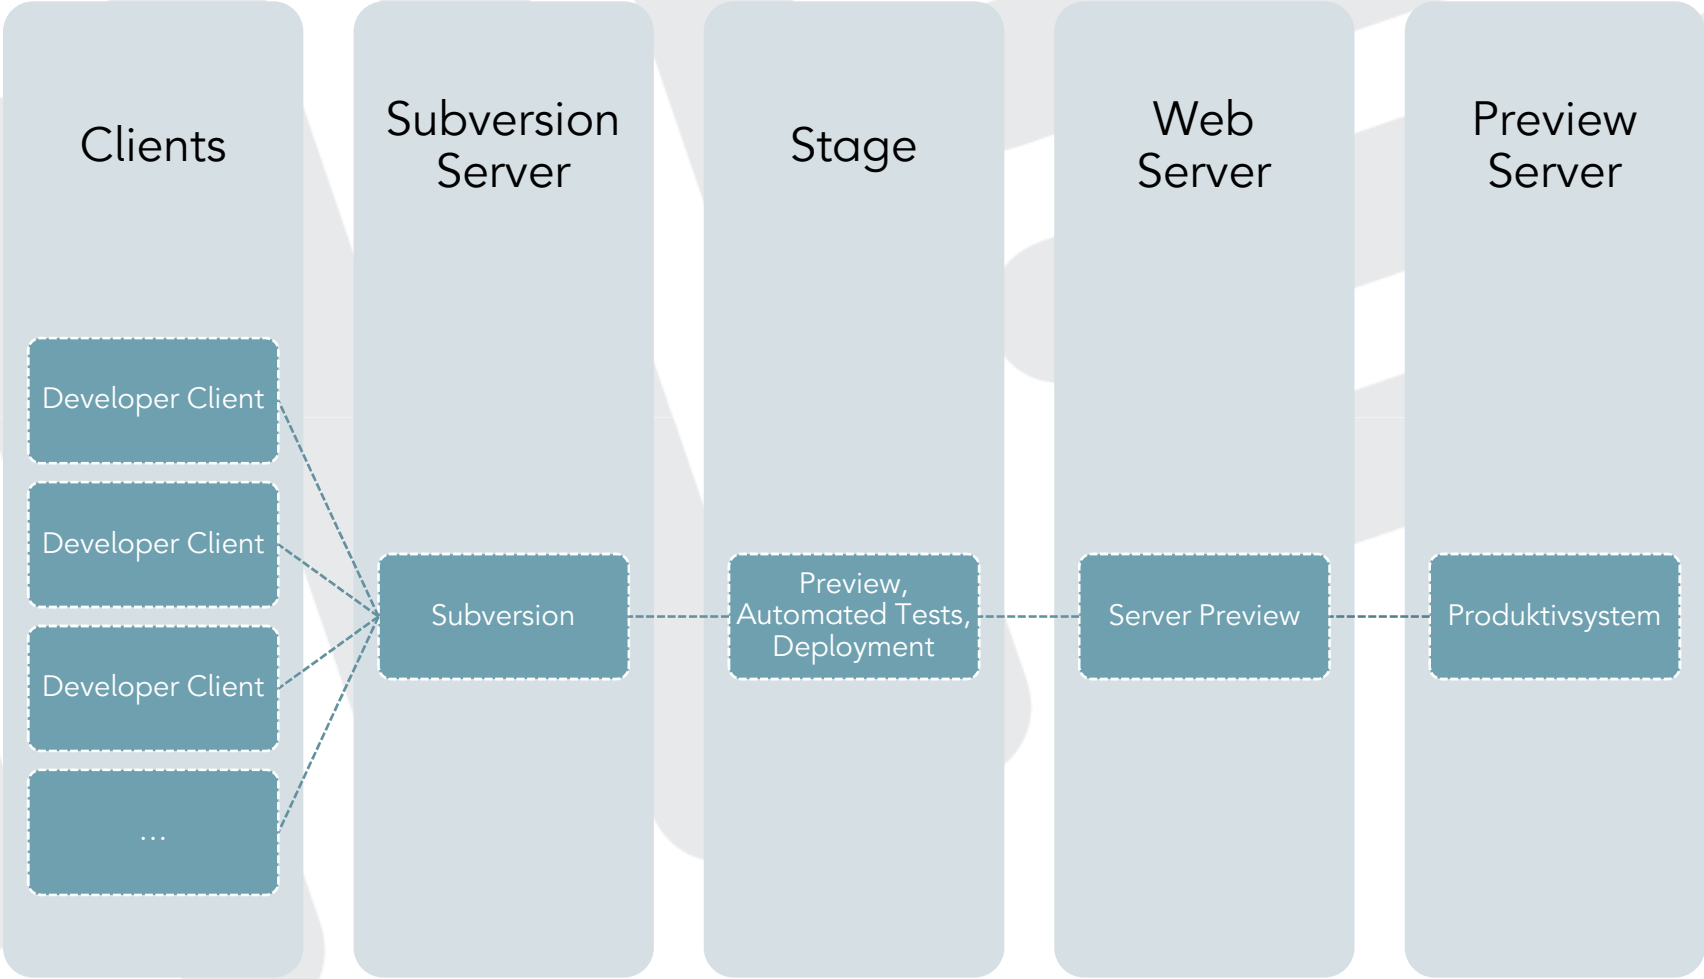 Clients
Subversion
Server
Stage
Web
Server
Preview
Server
Developer Client
Developer Client
Developer Client
...
Subversion
Preview,
Automated Tests,
Deployment
Server Preview
Produktivsystem